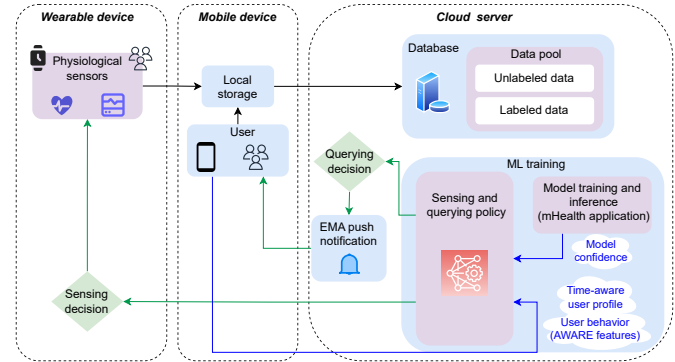 Wearable device
Mobile device
Cloud server
Physiological
sensors
Local
storage
User
Database
Data pool
Unlabeled data
Labeled data
Querying
decision
EMA push
notification
Sensing
decision
ML training
Sensing and
querying policy
Model training and
inference
(mHealth application)
Model
confidence
Time-aware
user profile
User behavior
(AWARE features)